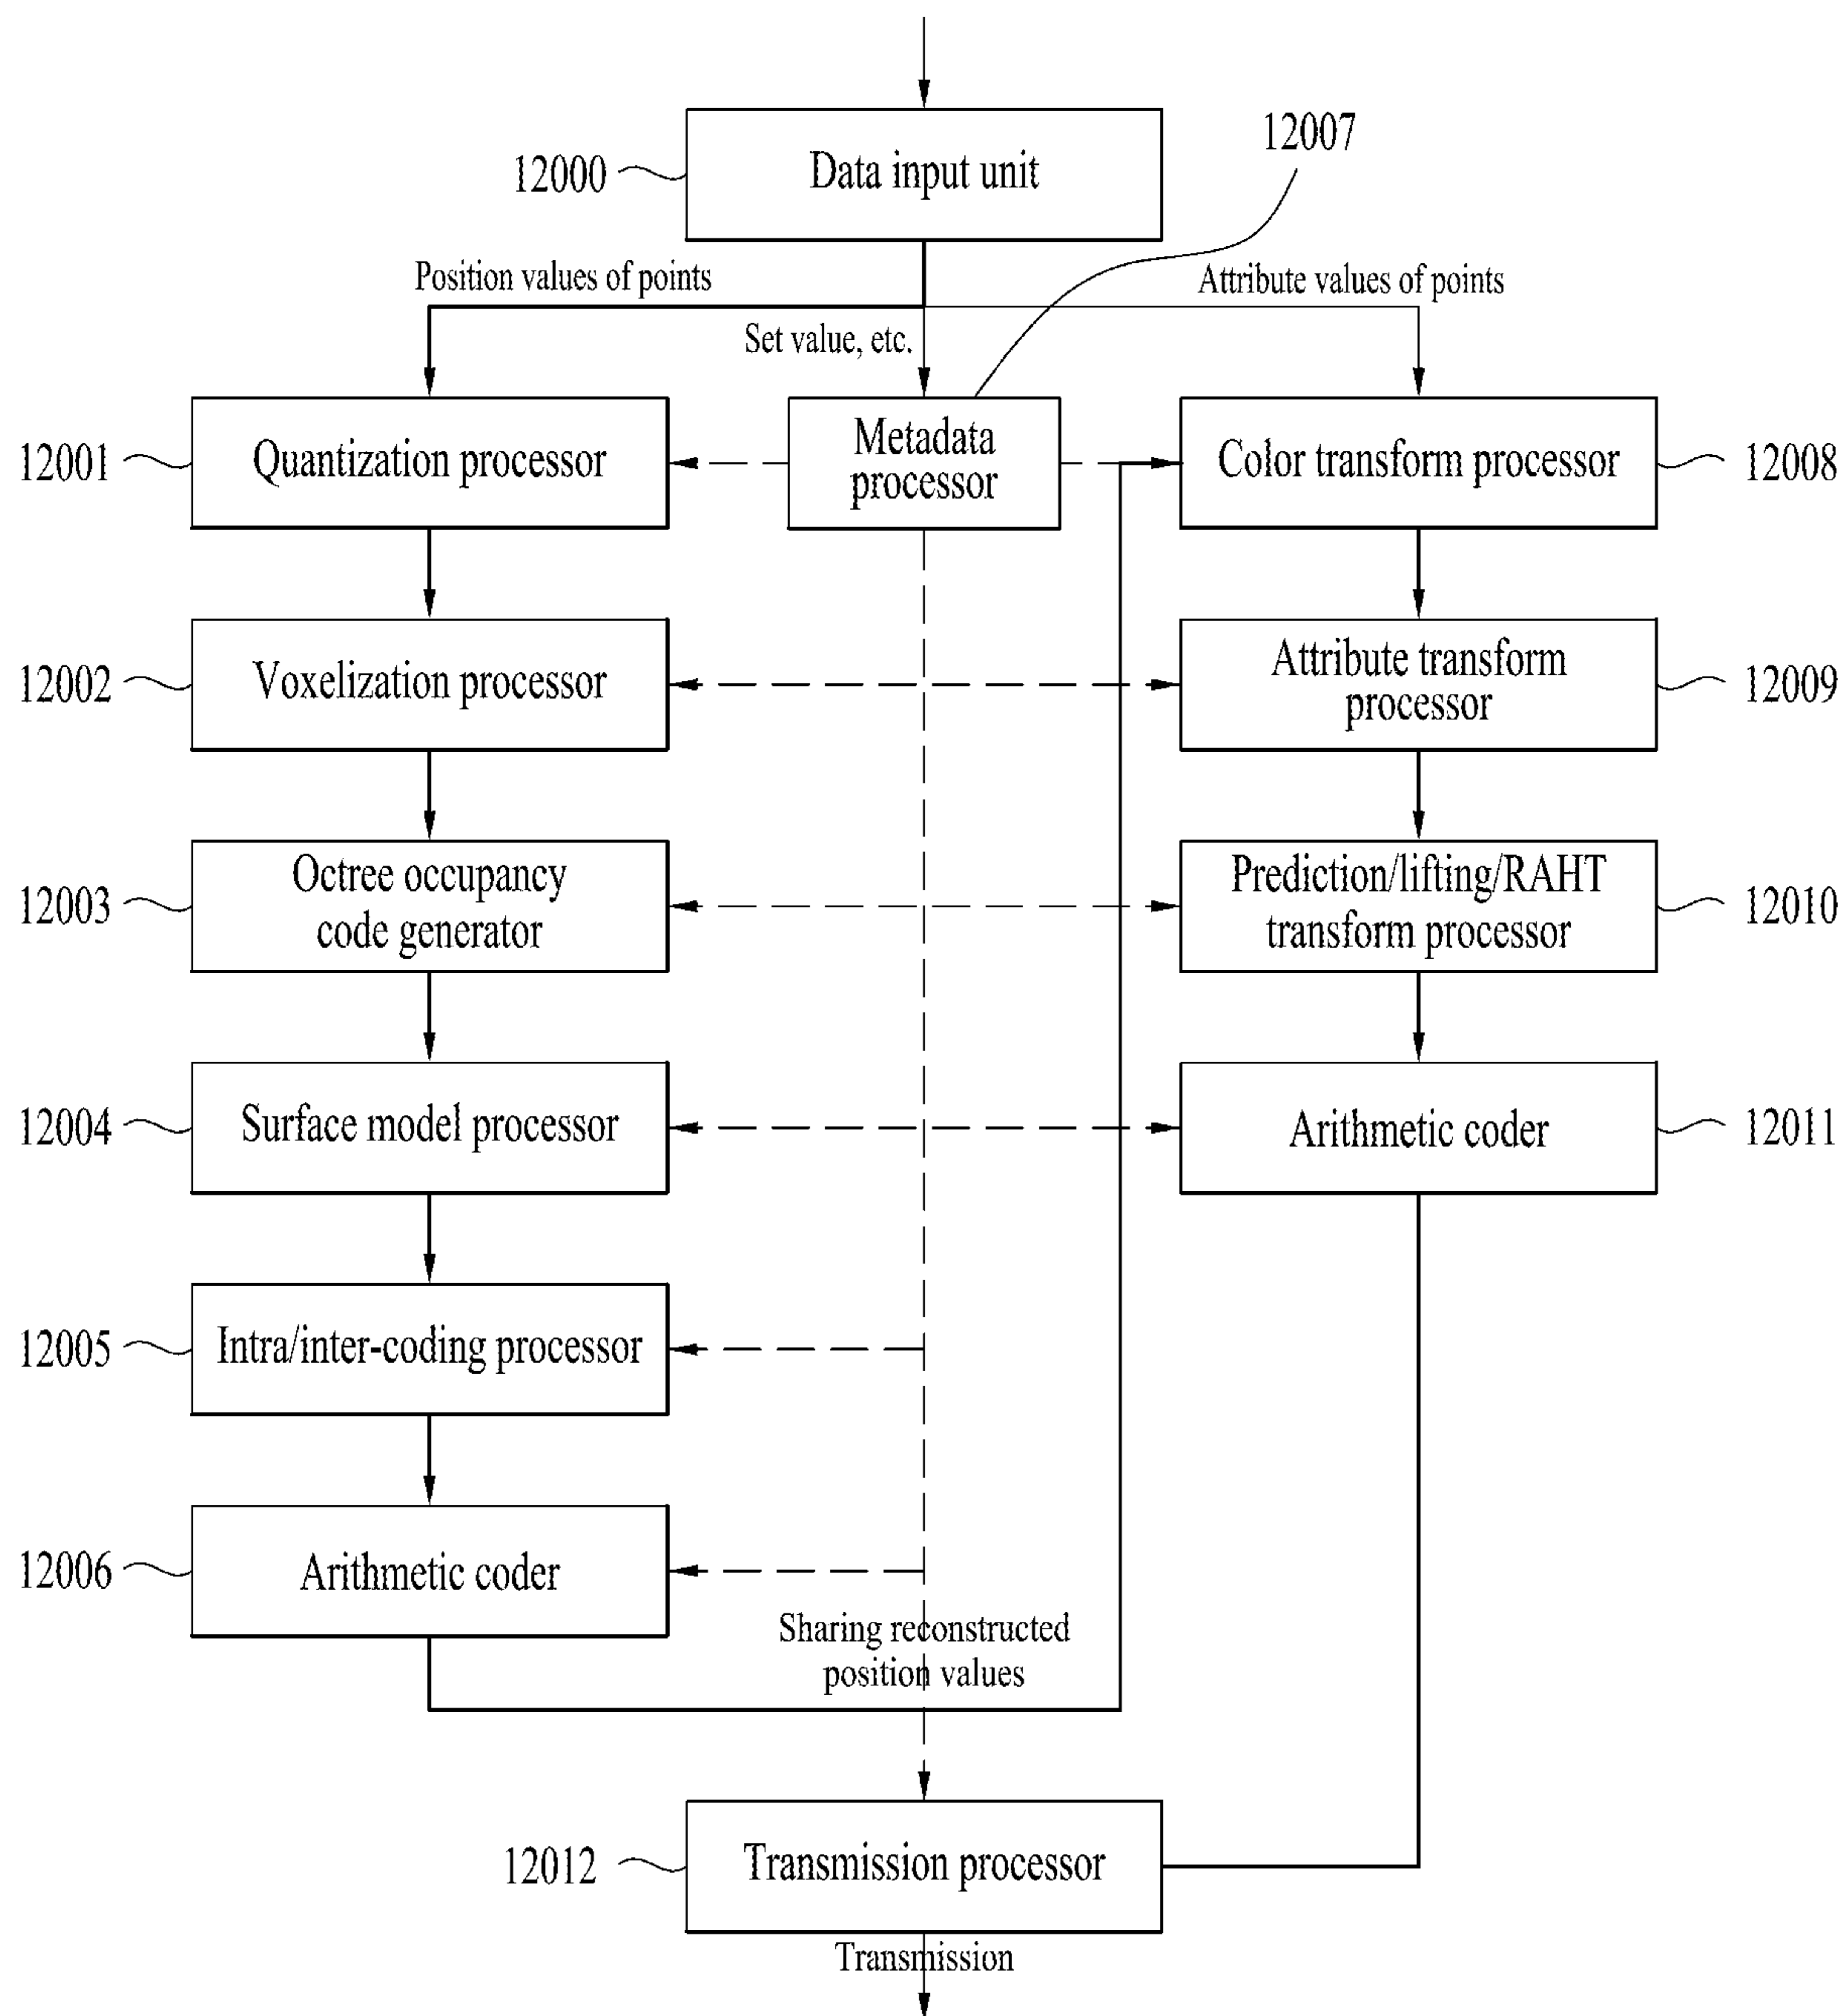 12000
Data input unit
12007
Position values of points
Attribute values of points
Set value, etc.
12001
Quantization processor
Metadata
processor
Color transform processor
12008
12002
Voxelization processor
Attribute transform
processor
12009
12003
Octree occupancy
code generator
Prediction/lifting/RAHT
transform processor
12010
12004
Surface model processor
Arithmetic coder
12011
12005
Intra/inter-coding processor
12006
Arithmetic coder
Sharing reconstructed
position values
12012
Transmission processor
Transmission